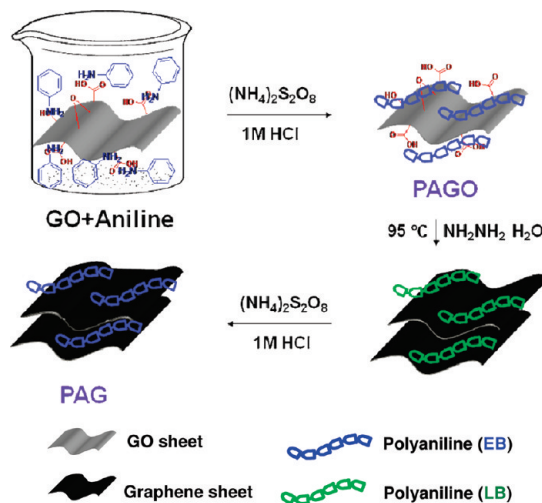 (NH₄)₂S₂O₈
1M HCl
GO+Aniline
PAGO
95 ºC
NH₂NH₂ H₂O
(NH₄)₂S₂O₈
1M HCl
PAG
GO sheet
Polyaniline (EB)
Graphene sheet
Polyaniline (LB)